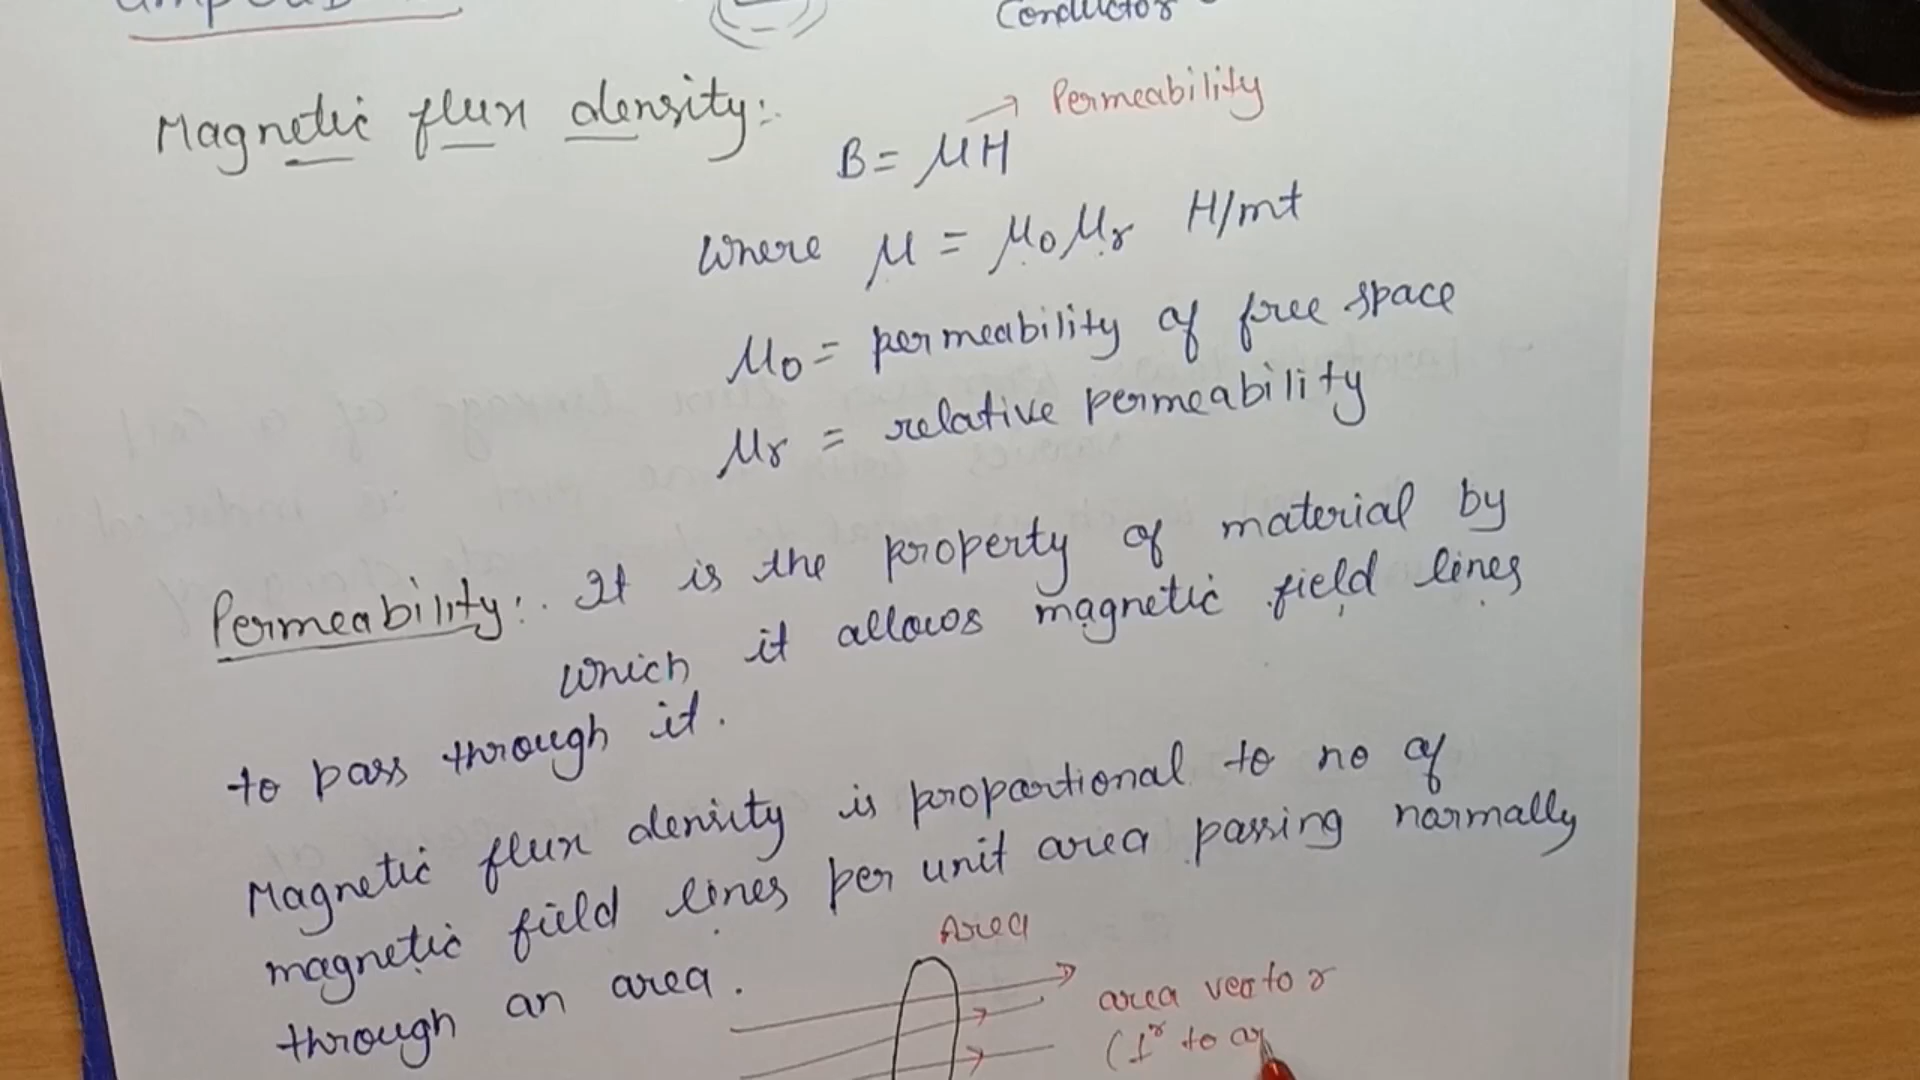 Conductor
Magnetic flux density:-
→ Permeability
B = μH
Where μ = μ0 μr H/mt
μ0 = permeability of free space
μr = relative permeability
Permeability:. It is the property of material by
which it allows magnetic field lines
to pass through it.
Magnetic flux density is proportional to no of
magnetic field lines per unit area passing normally
through an area.
Area
area vector
(⊥r to